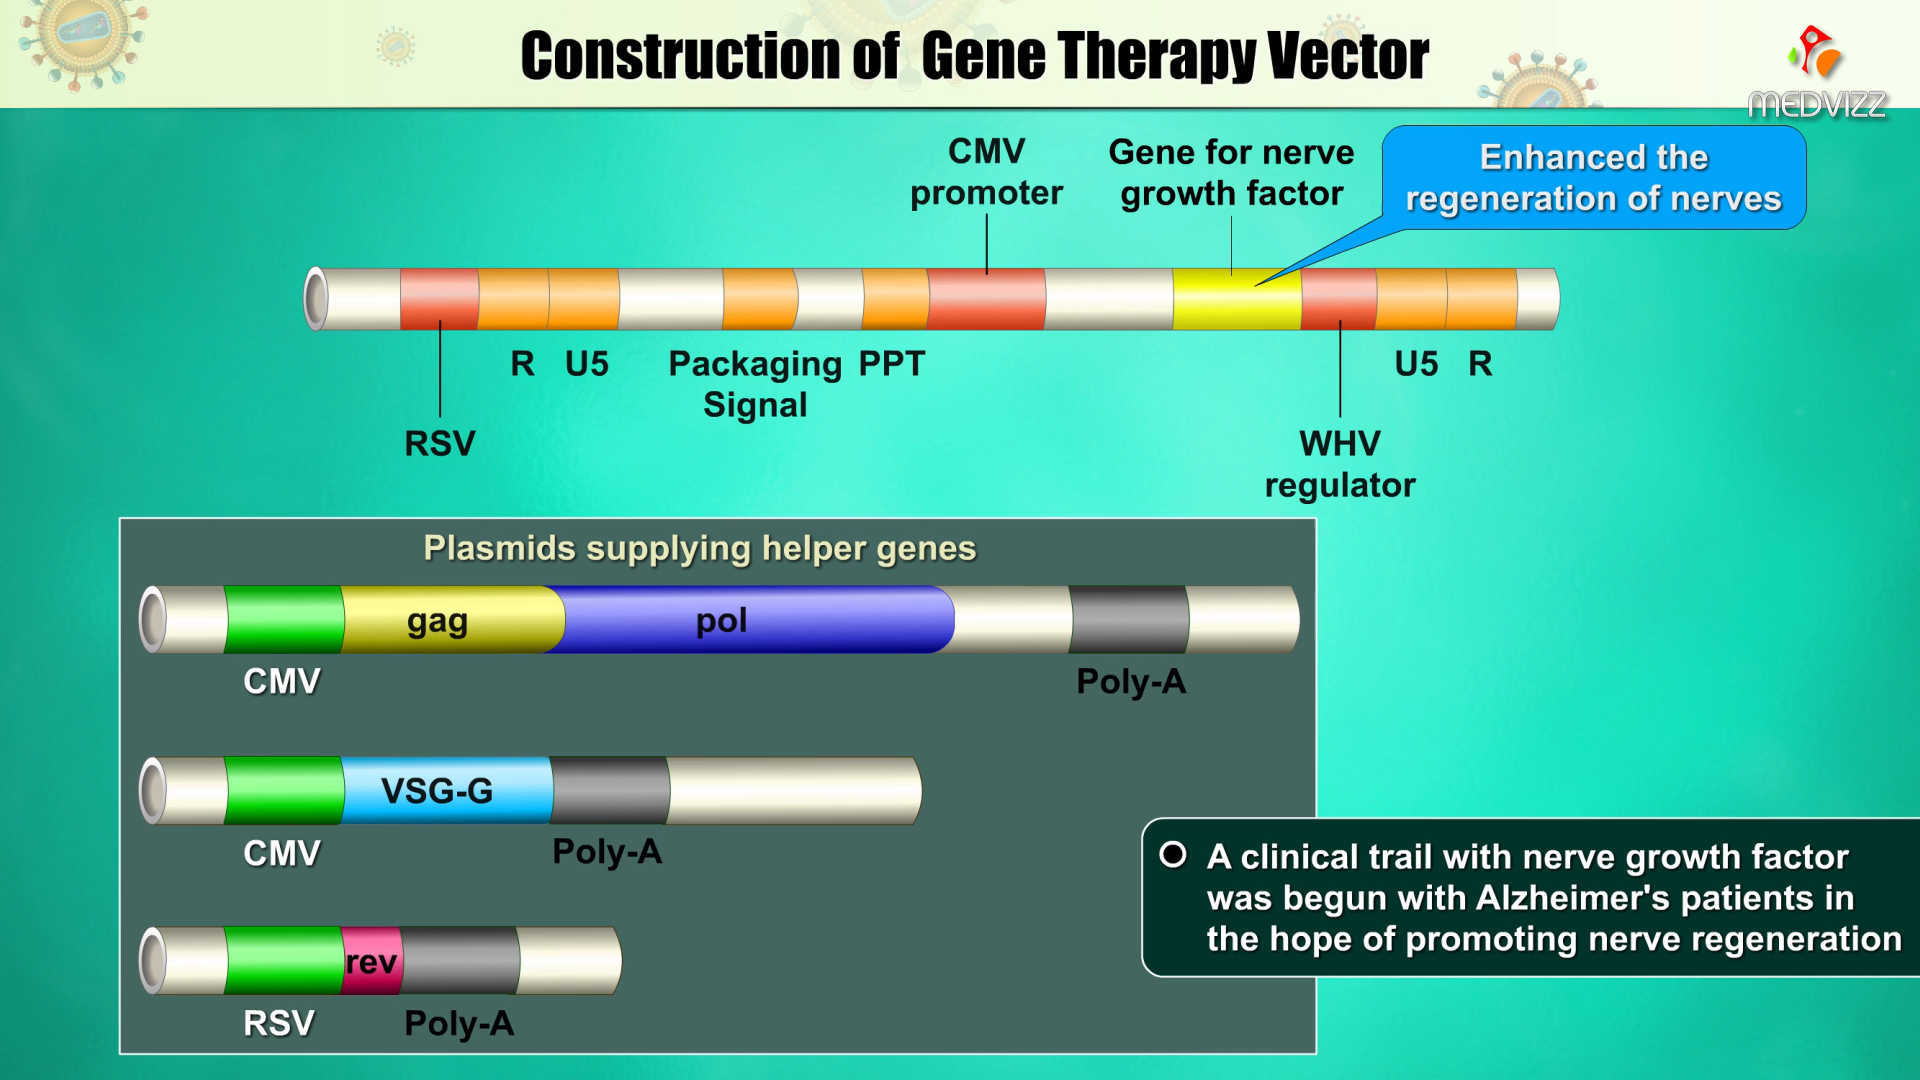 Construction of Gene Therapy Vector
MEDVIZZ
CMV
promoter
Gene for nerve
growth factor
Enhanced the
regeneration of nerves
R U5 Packaging PPT U5 R
Signal
RSV
WHV
regulator
Plasmids supplying helper genes
gag pol
CMV Poly-A
VSG-G
CMV Poly-A
rev
RSV Poly-A
A clinical trail with nerve growth factor
was begun with Alzheimer's patients in
the hope of promoting nerve regeneration